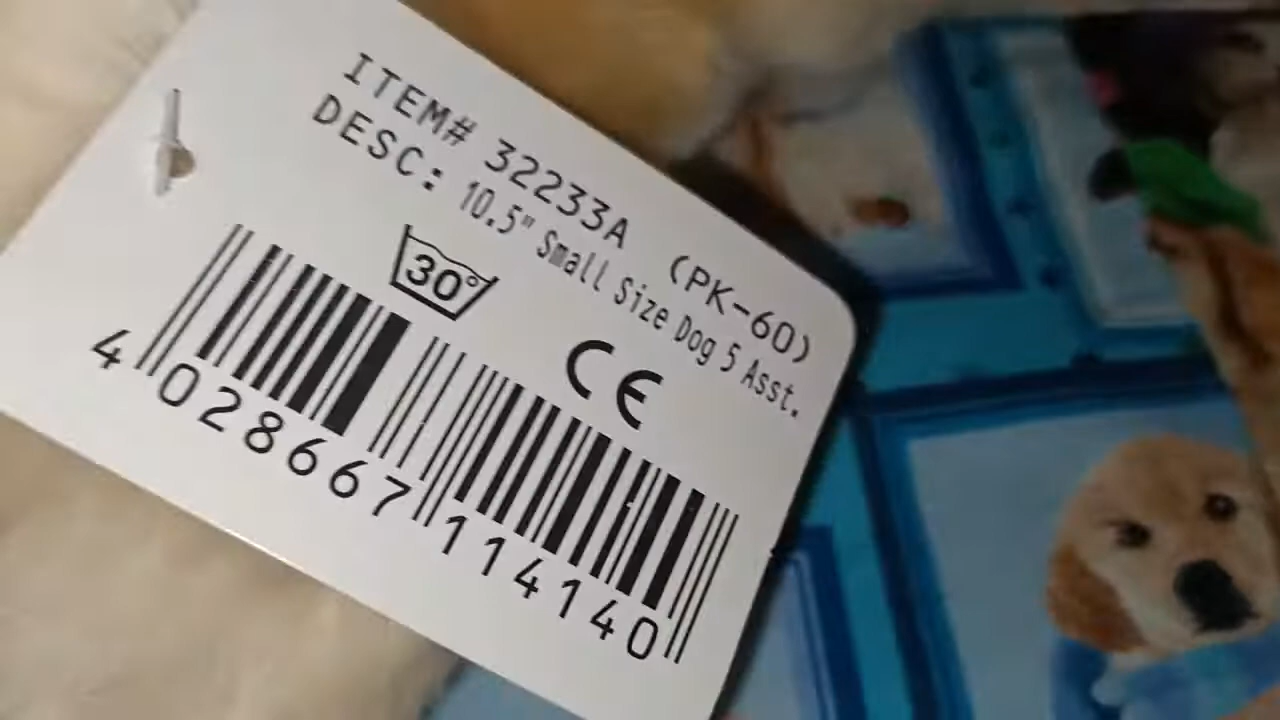 ITEM# 32233A (PK-60)
DESC: 10.5" Small Size Dog 5 Asst.
30°
CE
4 028667 114140